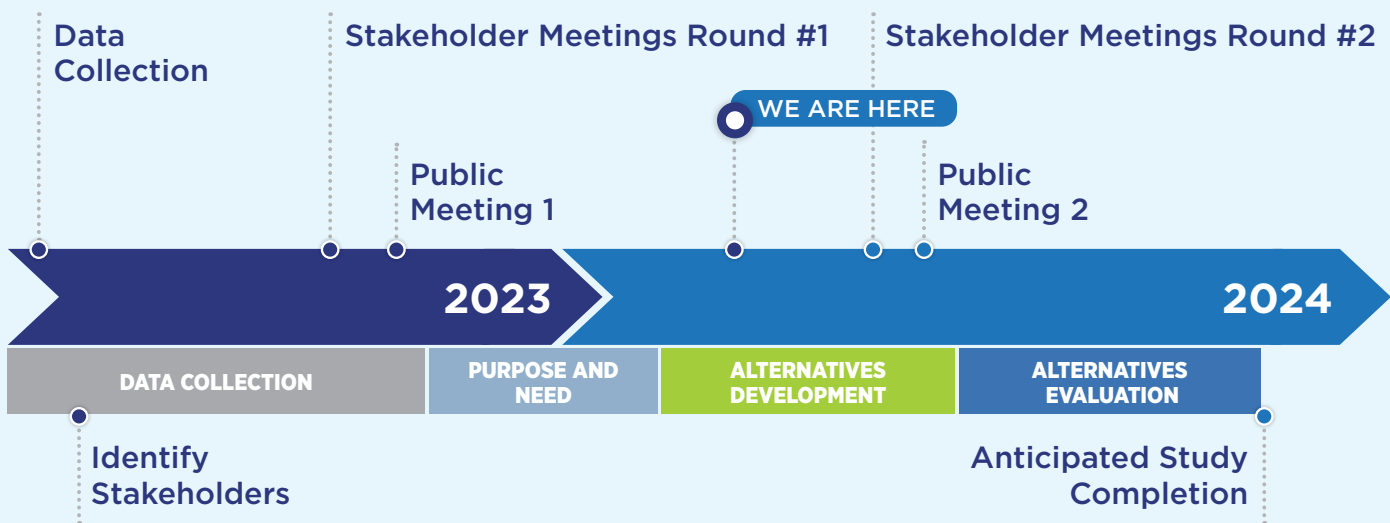 Data
Collection
Stakeholder Meetings Round #1
Stakeholder Meetings Round #2
WE ARE HERE
Public
Meeting 1
Public
Meeting 2
2023
2024
DATA COLLECTION
PURPOSE AND
NEED
ALTERNATIVES
DEVELOPMENT
ALTERNATIVES
EVALUATION
Identify
Stakeholders
Anticipated Study
Completion